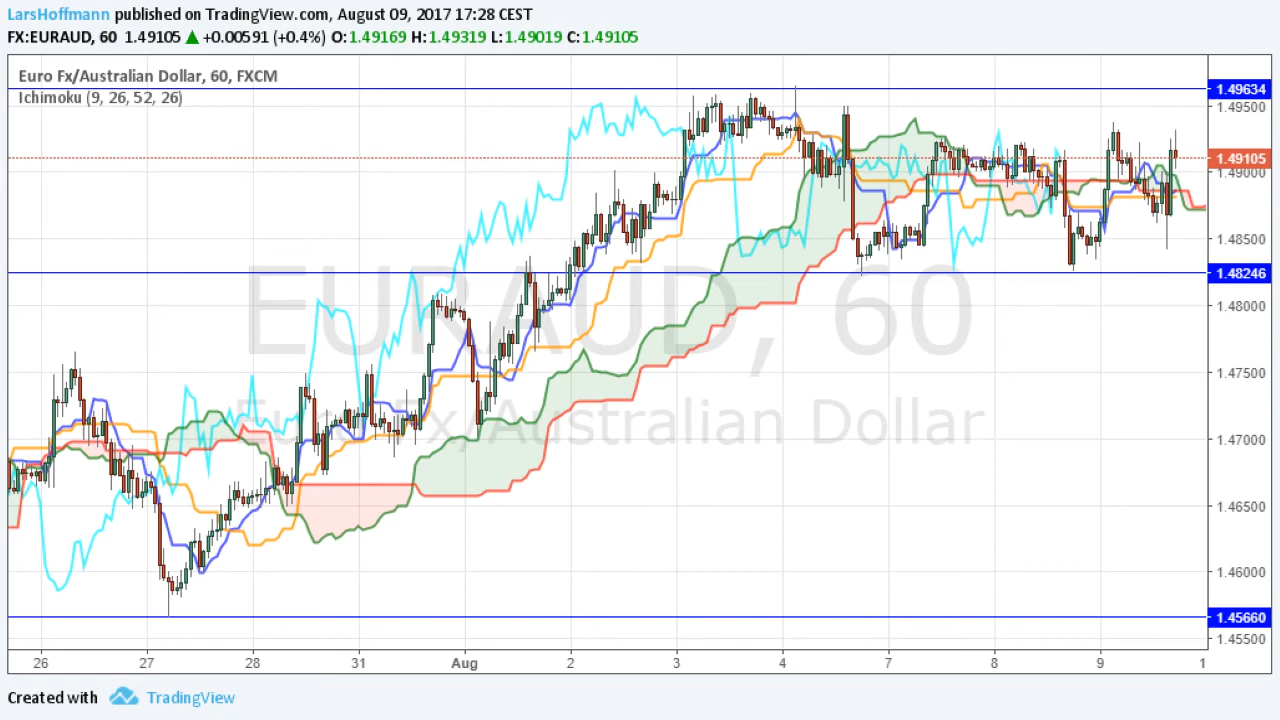 LarsHoffmann published on TradingView.com, August 09, 2017 17:28 CEST
FX:EURAUD, 60 1.49105 ▲ +0.00591 (+0.4%) O:1.49169 H:1.49319 L:1.49019 C:1.49105
Euro Fx/Australian Dollar, 60, FXCM
Ichimoku (9, 26, 52, 26)
EURAUD, 60
Euro Fx/Australian Dollar
1.49634
1.49500
1.49105
1.49000
1.48500
1.48246
1.48000
1.47500
1.47000
1.46500
1.46000
1.45660
1.45500
26 27 28 31 Aug 2 3 4 7 8 9 1
Created with TradingView